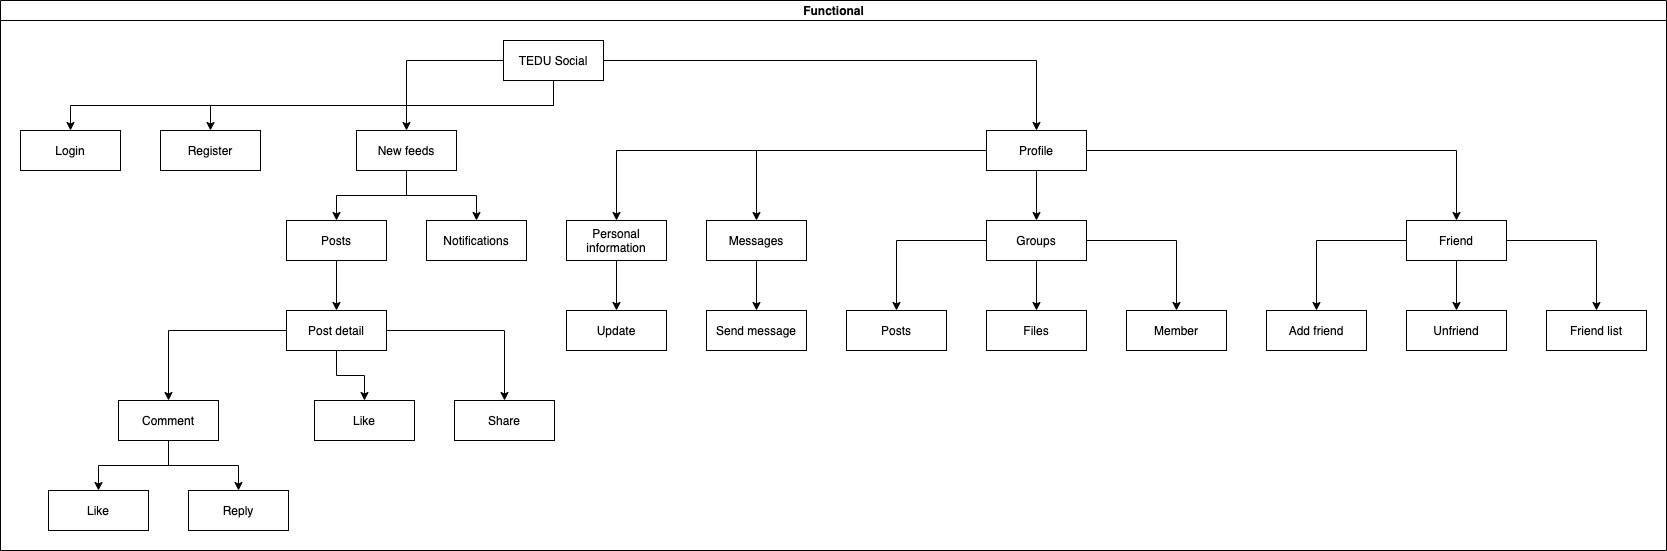 Functional
TEDU Social
Login
Register
New feeds
Profile
Posts
Notifications
Personal
information
Messages
Groups
Friend
Post detail
Update
Send message
Posts
Files
Member
Add friend
Unfriend
Friend list
Comment
Like
Share
Like
Reply